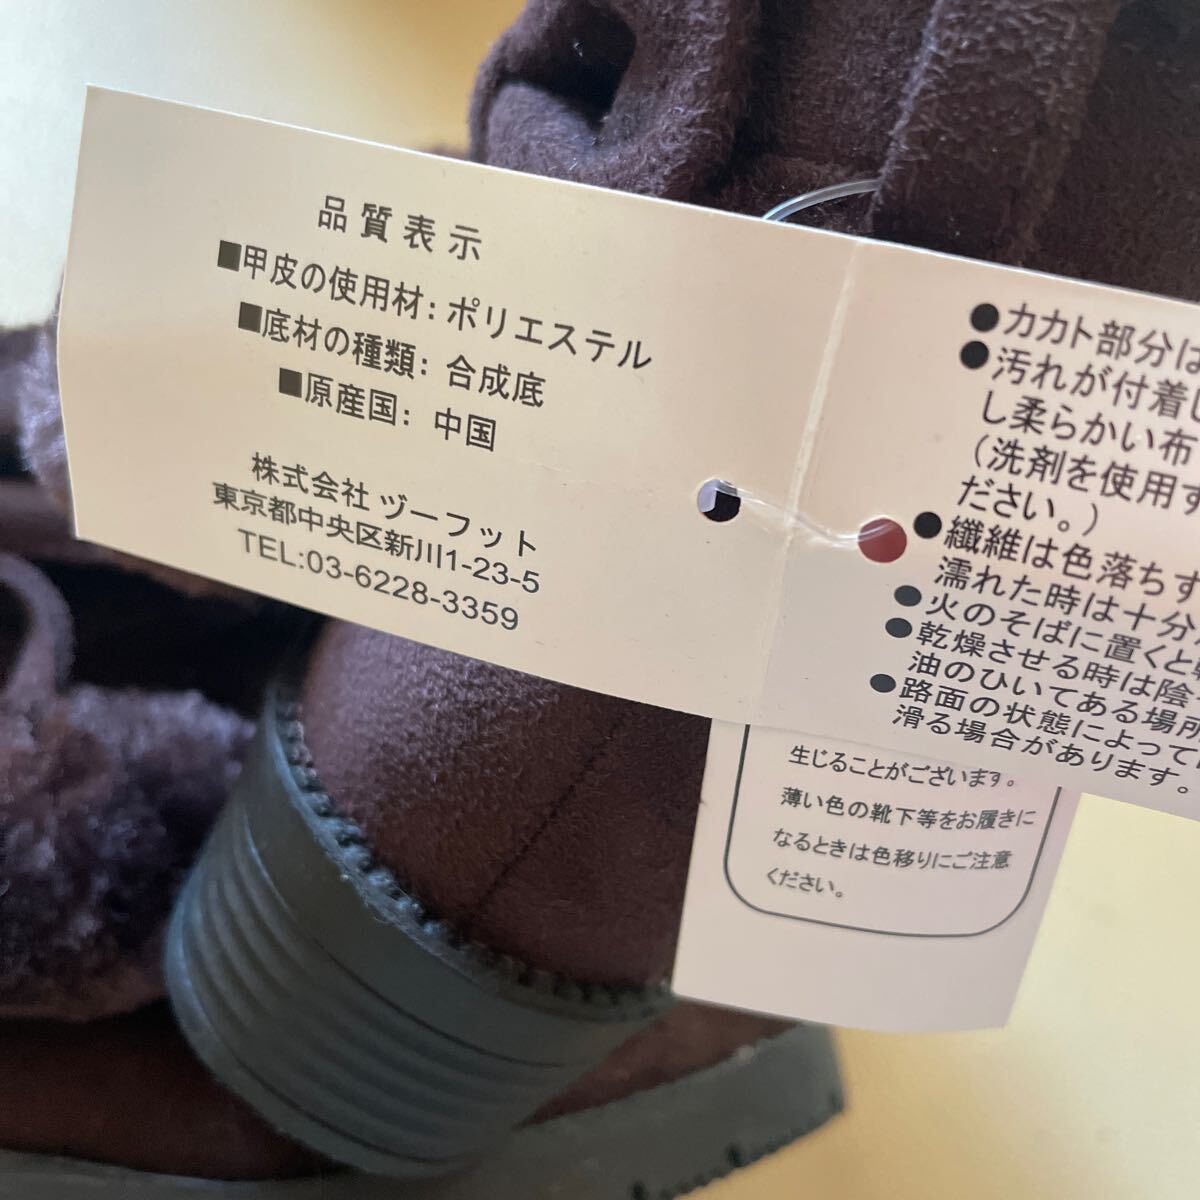 品質表示
■甲皮の使用材：ポリエステル
■底材の種類：合成底
■原産国：中国
株式会社 ヅーフット
東京都中央区新川1-23-5
TEL:03-6228-3359
●カカト部分は
●汚れが付着し
し柔らかい布
(洗剤を使用す
ださい。)
●繊維は色落ちす
濡れた時は十分
●火のそばに置くと
●乾燥させる時は陰
油のひいてある場所
●路面の状態によって
滑る場合があります。
生じることがございます。
薄い色の靴下等をお履きに
なるときは色移りにご注意
ください。